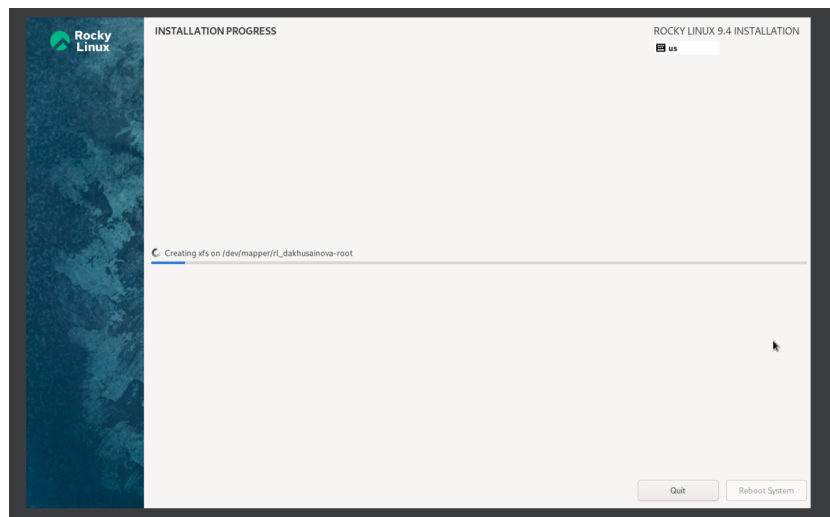 Rocky
Linux
INSTALLATION PROGRESS
ROCKY LINUX 9.4 INSTALLATION
us
Creating xfs on /dev/mapper/rl_dakhusainova-root
Quit
Reboot System